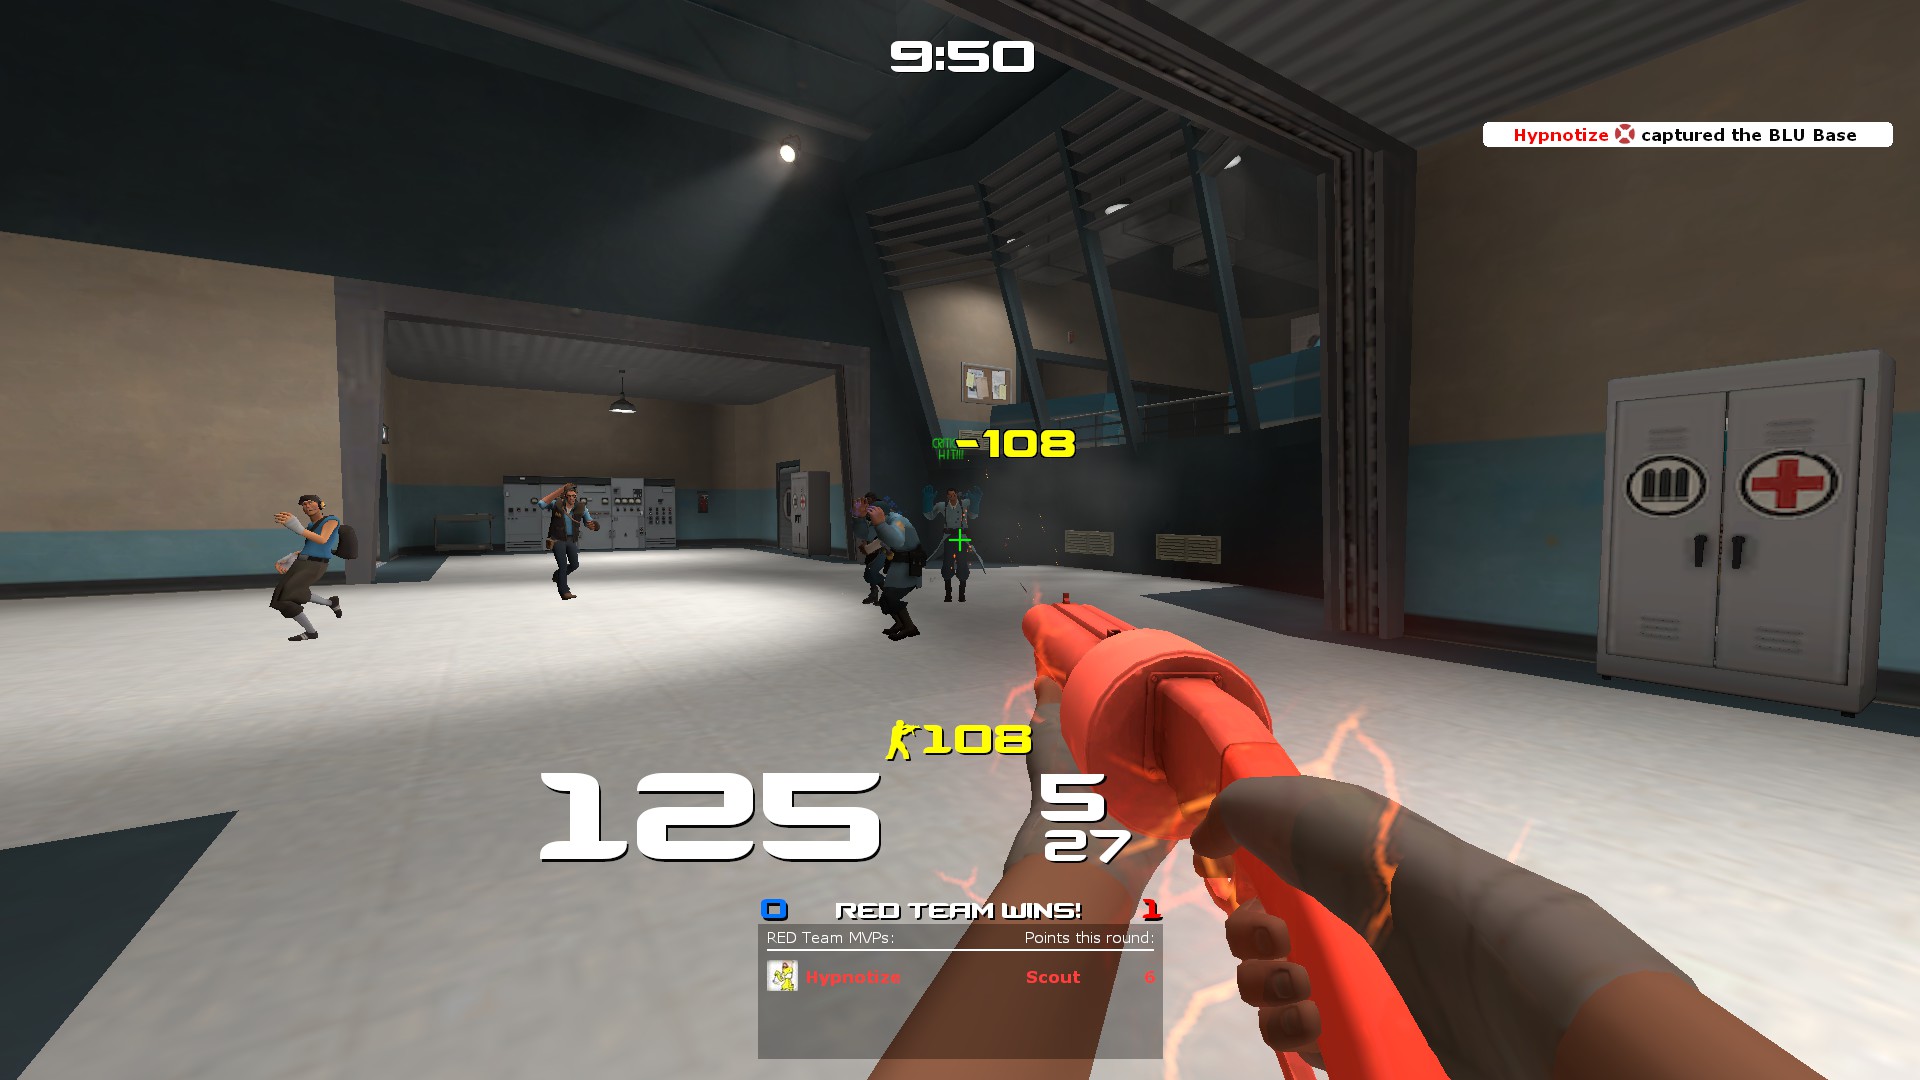 9:50
Hypnotize captured the BLU Base
CRITICAL
HIT!!!
-108
108
125
5
27
0 RED TEAM WINS! 1
RED Team MVPs: Points this round:
Hypnotize Scout 6